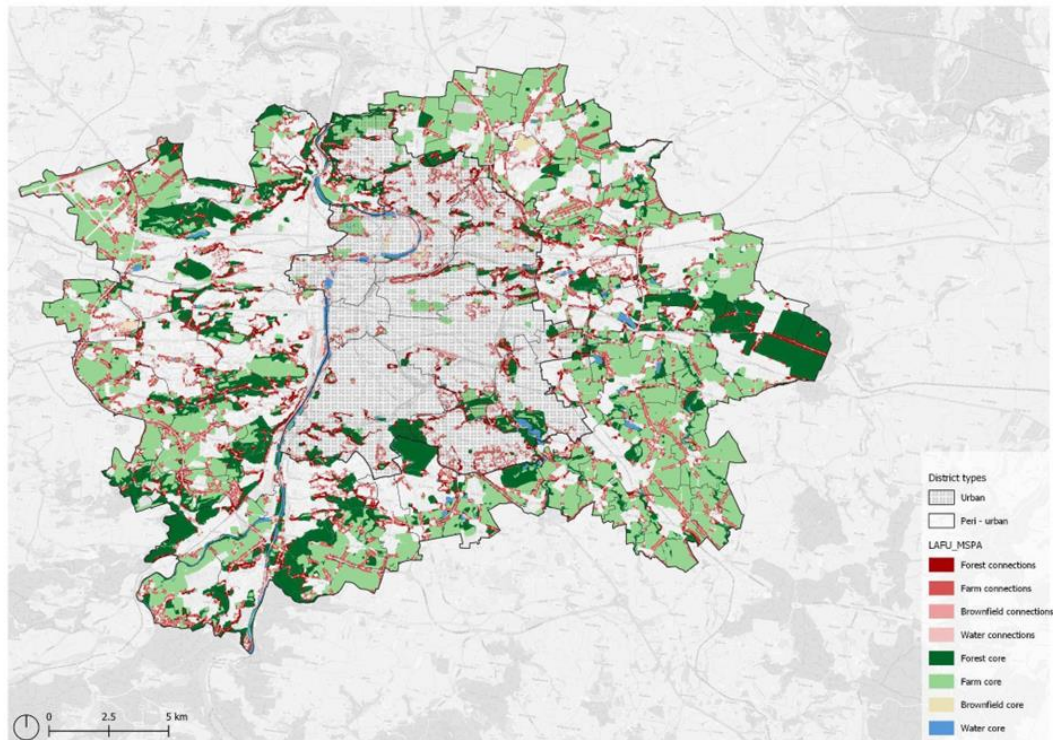 District types
Urban
Peri - urban
LAFU_MSPA
Forest connections
Farm connections
Brownfield connections
Water connections
Forest core
Farm core
Brownfield core
Water core
0 2.5 5 km